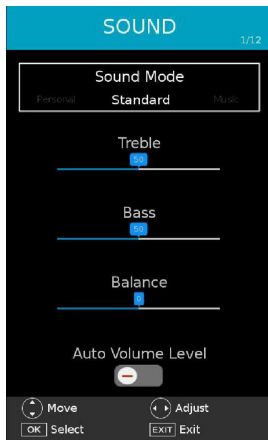 SOUND
1/12
Sound Mode
Personal Standard Music
Treble
50
Bass
50
Balance
0
Auto Volume Level
Move Adjust
OK Select EXIT Exit